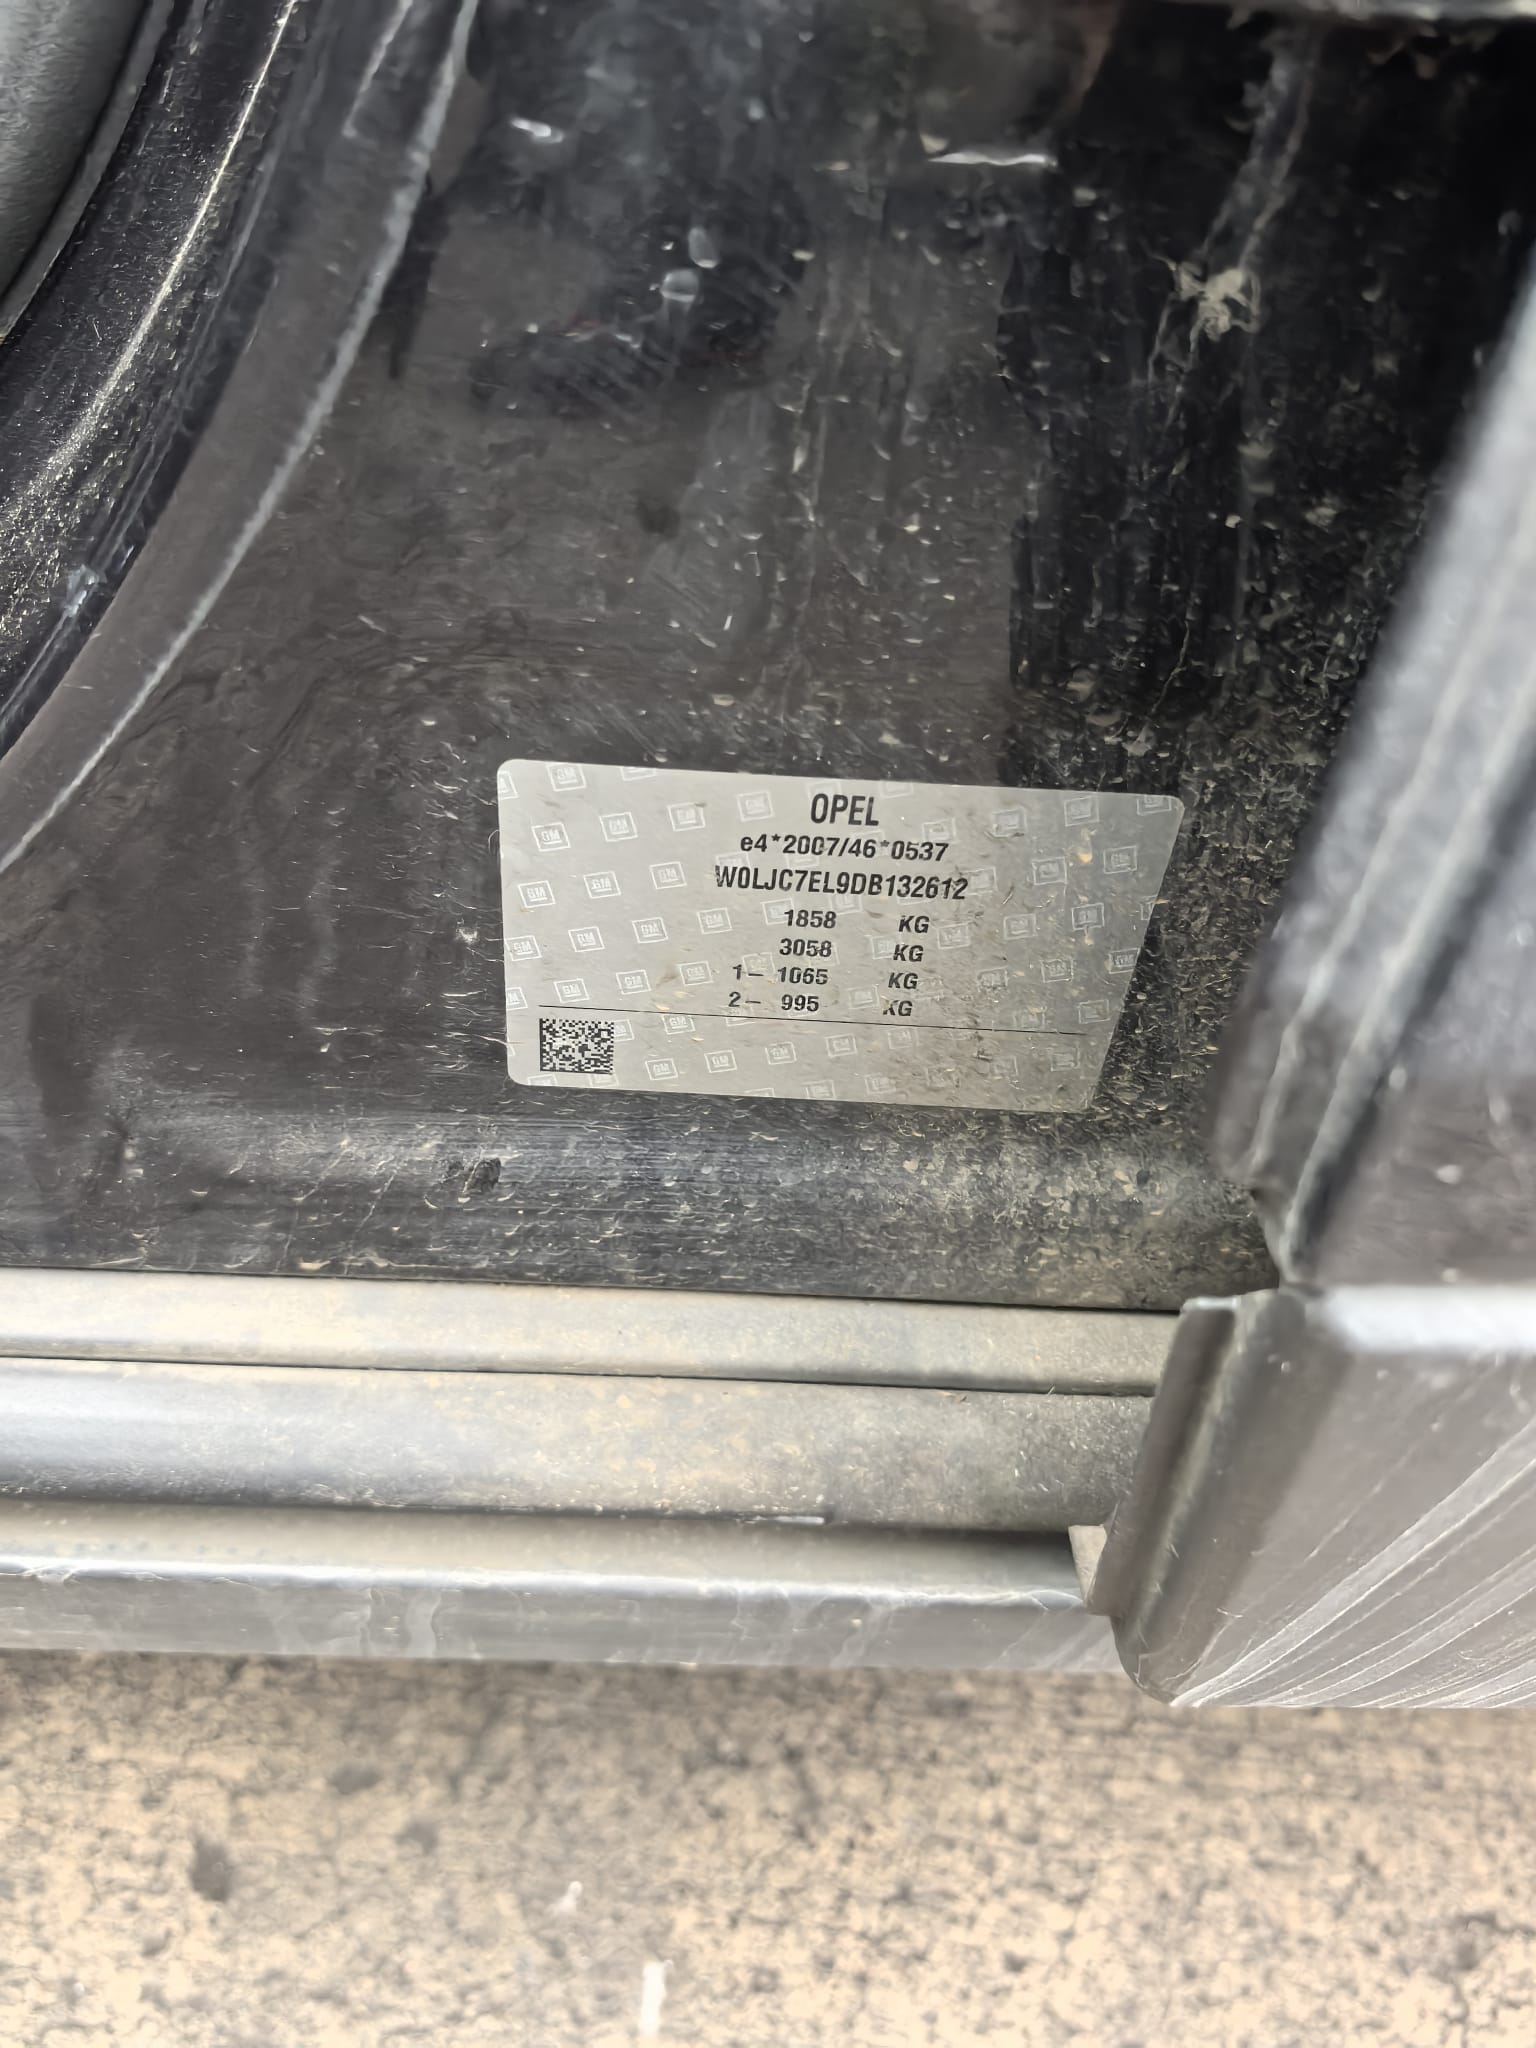 OPEL
e4*2007/46*0537
W0LJC7EL9DB132612
1858 KG
3058 KG
1- 1065 KG
2- 995 KG